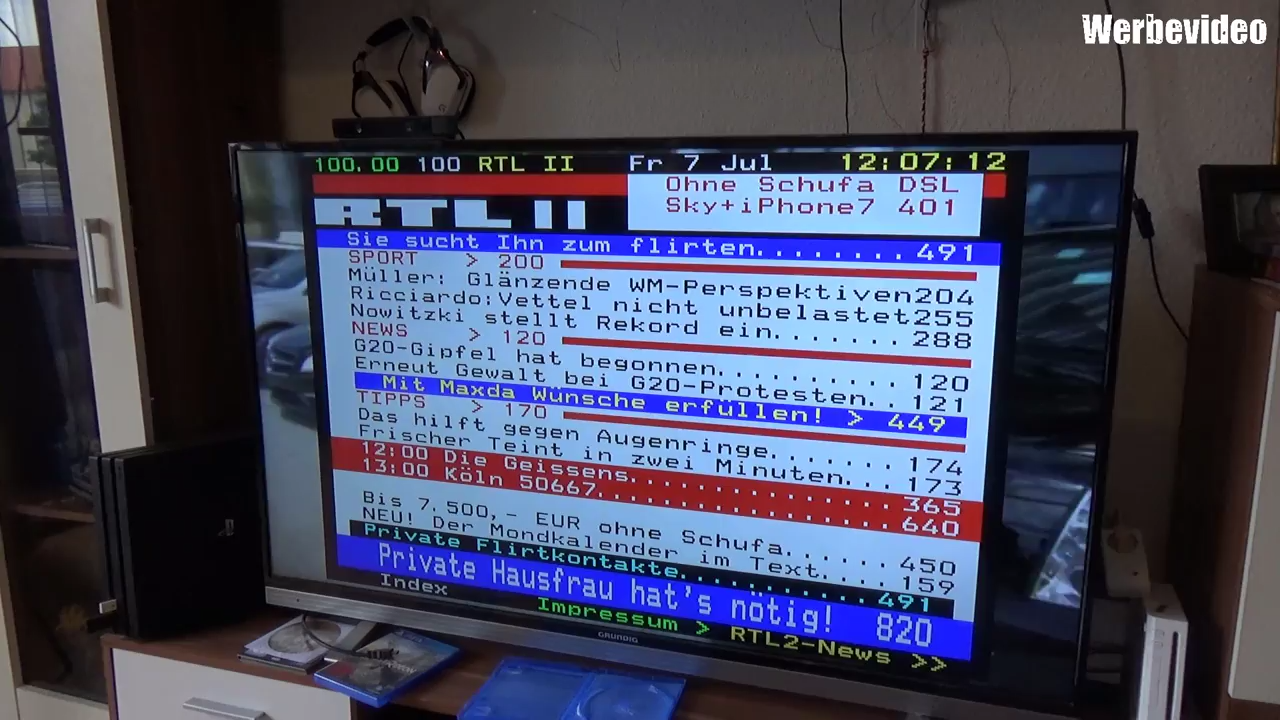 Werbevideo
100.00 100 RTL II Fr 7 Jul 12:07:12
Ohne Schufa DSL
Sky+iPhone7 401
RTL II
Sie sucht Ihn zum flirten........ 491
SPORT > 200
Müller: Glänzende WM-Perspektiven204
Ricciardo:Vettel nicht unbelastet255
Nowitzki stellt Rekord ein....... 288
NEWS > 120
G20-Gipfel hat begonnen.......... 120
Erneut Gewalt bei G20-Protesten.. 121
Mit Maxda Wünsche erfüllen! > 449
TIPPS > 170
Das hilft gegen Augenringe....... 174
Frischer Teint in zwei Minuten... 173
12:00 Die Geissens............... 365
13:00 Köln 50667................. 640
Bis 7.500,- EUR ohne Schufa...... 450
NEU! Der Mondkalender im Text.... 159
Private Flirtkontakte.......... 491
Private Hausfrau hat's nötig! 820
Index Impressum > RTL2-News >>
GRUNDIG